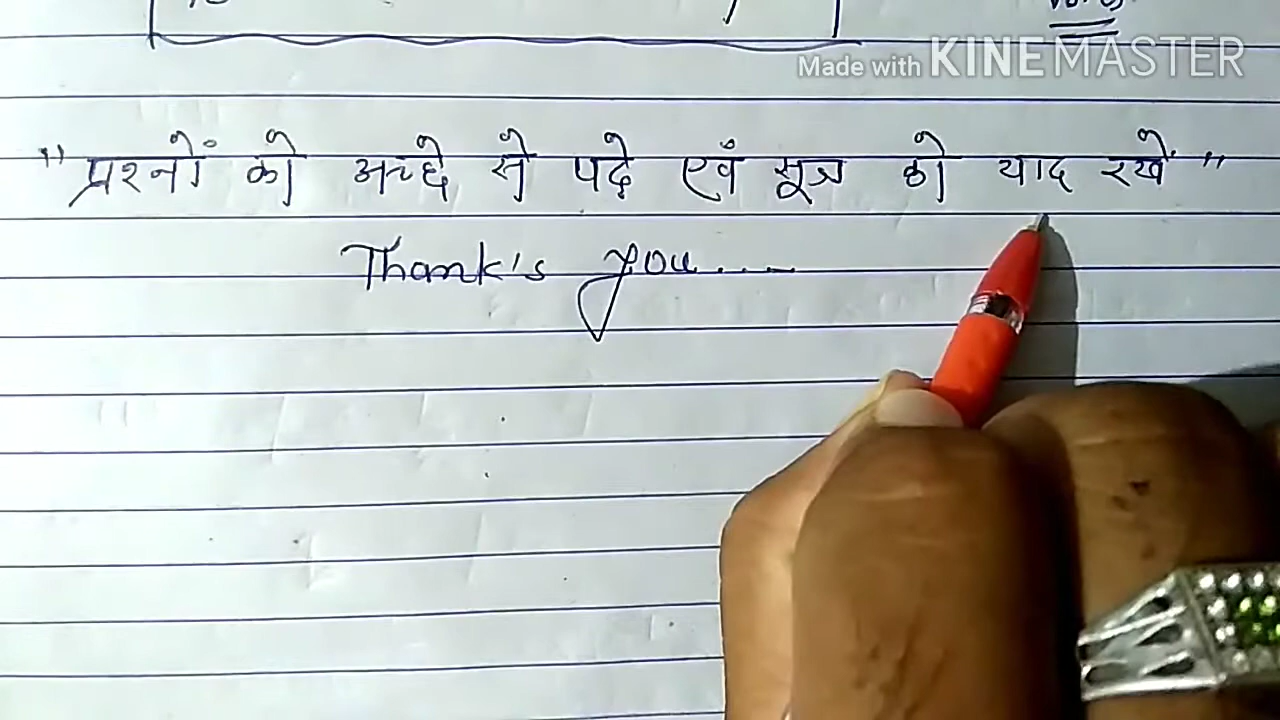 Made with KINEMASTER
" प्रश्नों को अच्छे से पढे एवं सूत्र को याद रखें "
Thank's you.....